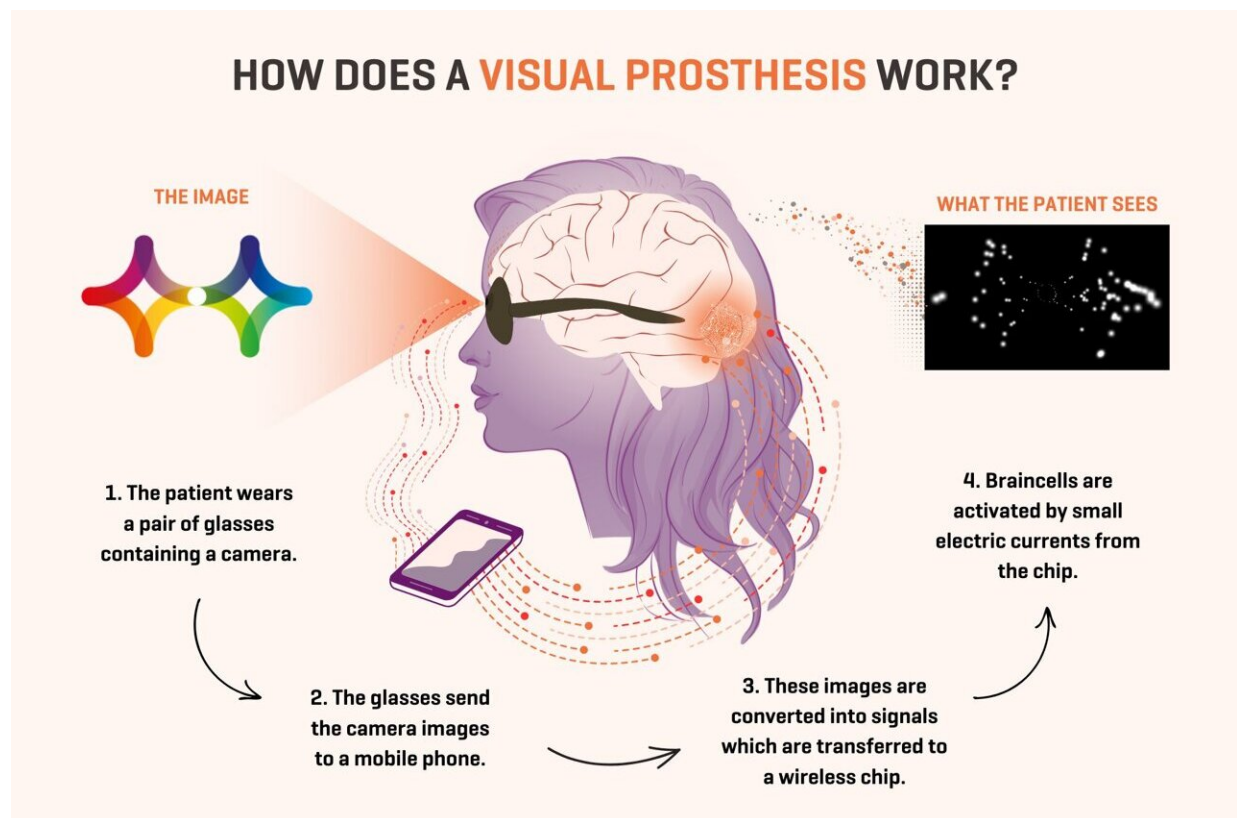 HOW DOES A VISUAL PROSTHESIS WORK?
THE IMAGE
WHAT THE PATIENT SEES
1. The patient wears
a pair of glasses
containing a camera.
2. The glasses send
the camera images
to a mobile phone.
3. These images are
converted into signals
which are transferred to
a wireless chip.
4. Braincells are
activated by small
electric currents from
the chip.